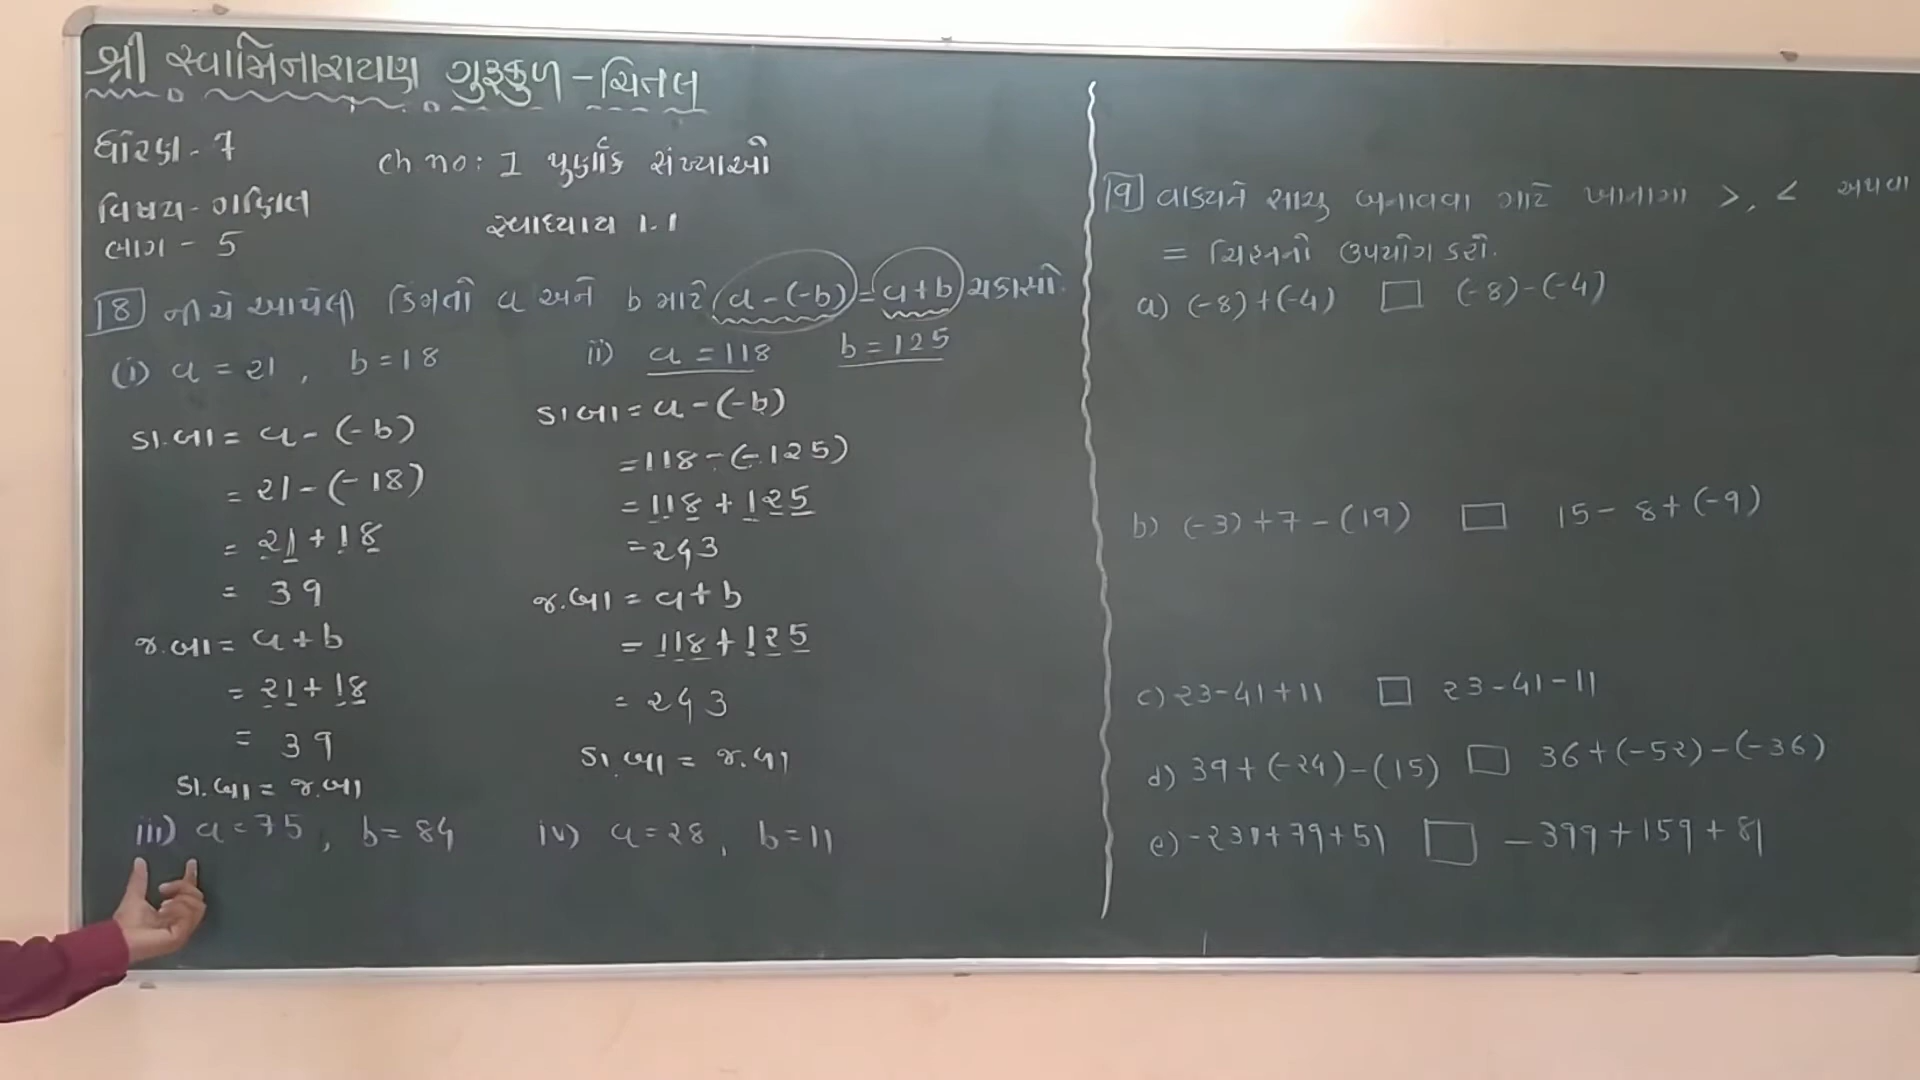 શ્રી સ્વામિનારાયણ ગુરુકુળ - ચિતલ
ધોરણ - 7
ch no: 1 પુર્ણાંક સંખ્યાઓ
વિષય - ગણિત
સ્વાધ્યાય 1.1
ભાગ - 5
8 નીચે આપેલી કિંમતો a અને b માટે a-(-b) = a+b ચકાસો.
(i) a = 21, b = 18
ડા.બા = a - (-b)
= 21 - (-18)
= 21 + 18
= 39
જ.બા = a + b
= 21 + 18
= 39
ડા.બા = જ.બા
ii) a = 118 b = 125
ડા.બા = a - (-b)
= 118 - (-125)
= 118 + 125
= 243
જ.બા = a + b
= 118 + 125
= 243
ડા.બા = જ.બા
iii) a = 75, b = 84
iv) a = 28, b = 11
9 વાક્યને સાચુ બનાવવા માટે ખાનામા >, < અથવા
= ચિહ્નનો ઉપયોગ કરો.
a) (-8)+(-4) □ (-8)-(-4)
b) (-3)+7-(19) □ 15-8+(-9)
c) 23-41+11 □ 23-41-11
d) 39+(-24)-(15) □ 36+(-52)-(-36)
e) -231+79+51 □ -399+159+81